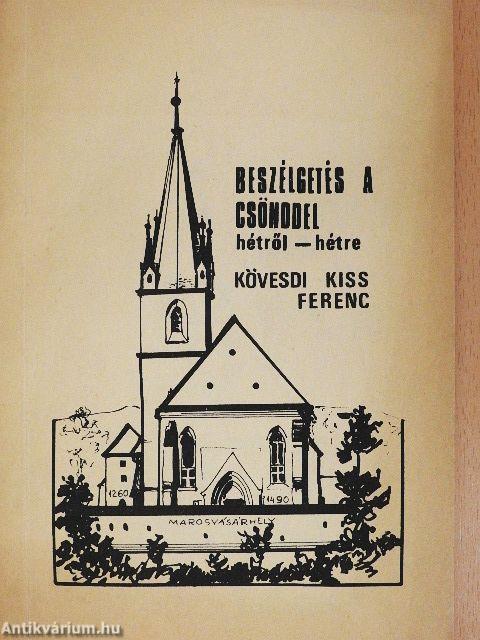 BESZÉLGETÉS A
CSÖNDDEL
hétről — hétre
KÖVESDI KISS
FERENC
1260
1490
MAROSVÁSÁRHELY
Antikvárium.hu